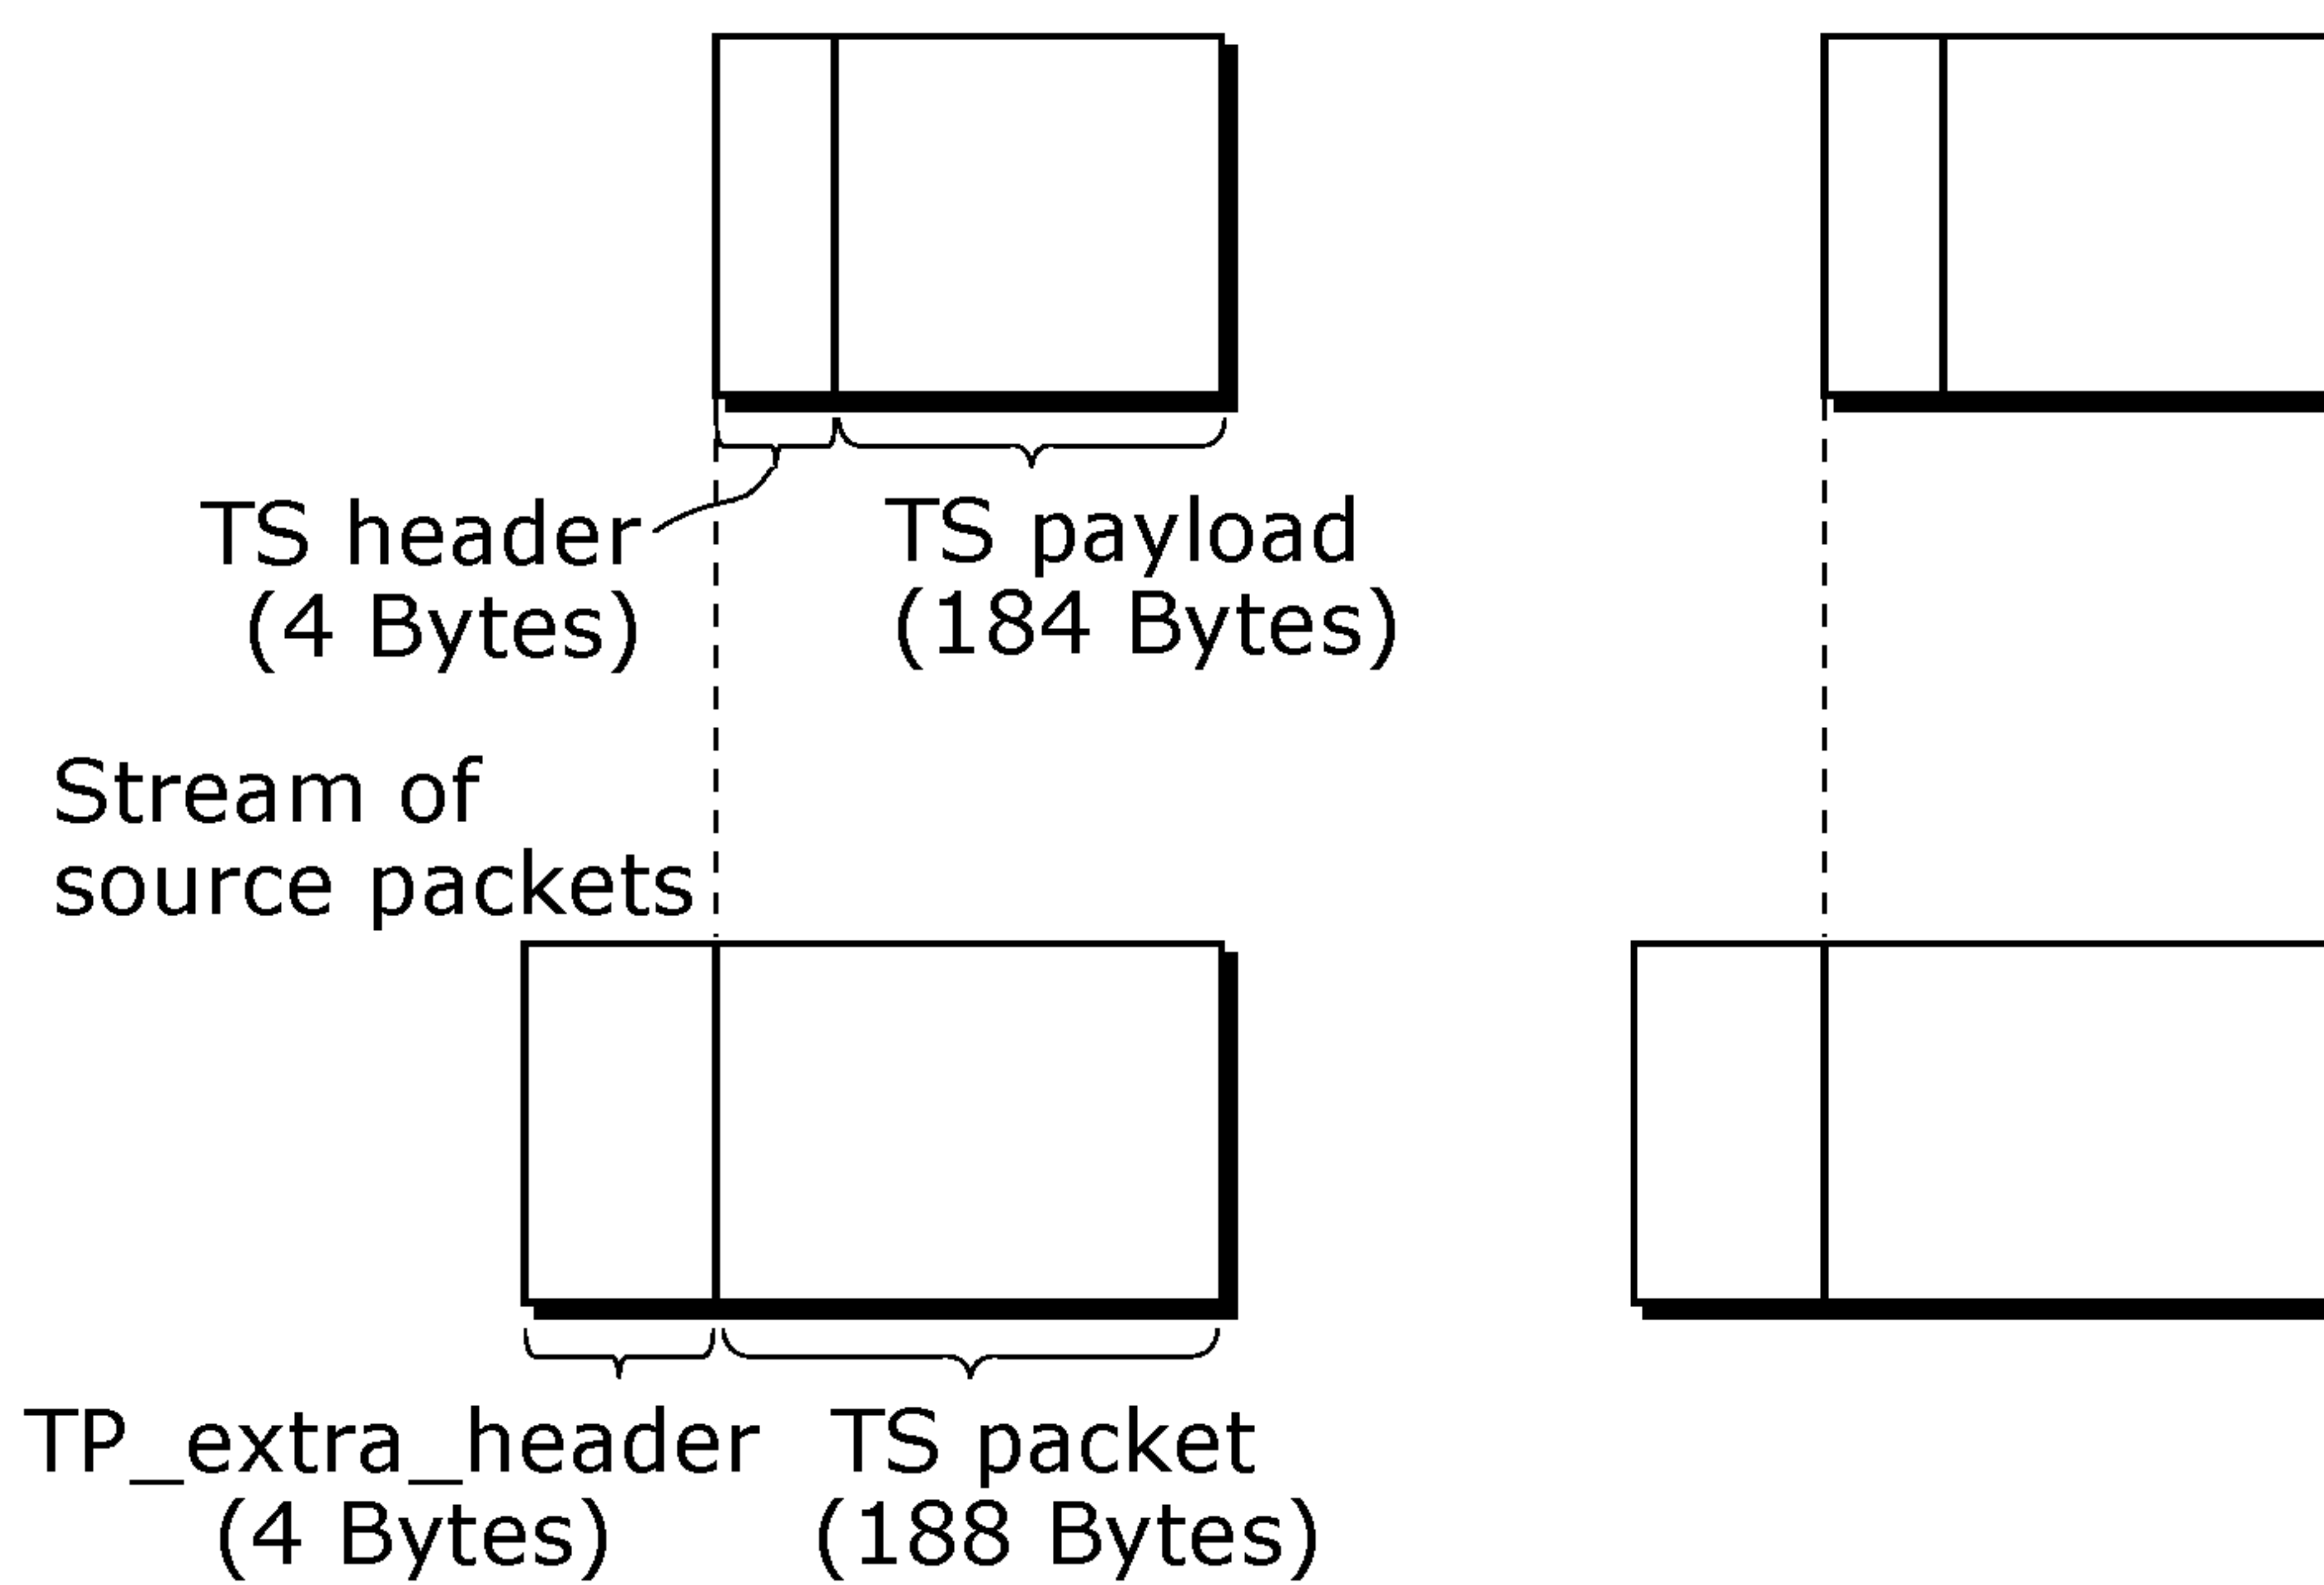 TS header
(4 Bytes)
TS payload
(184 Bytes)
Stream of
source packets
TP_extra_header
(4 Bytes)
TS packet
(188 Bytes)